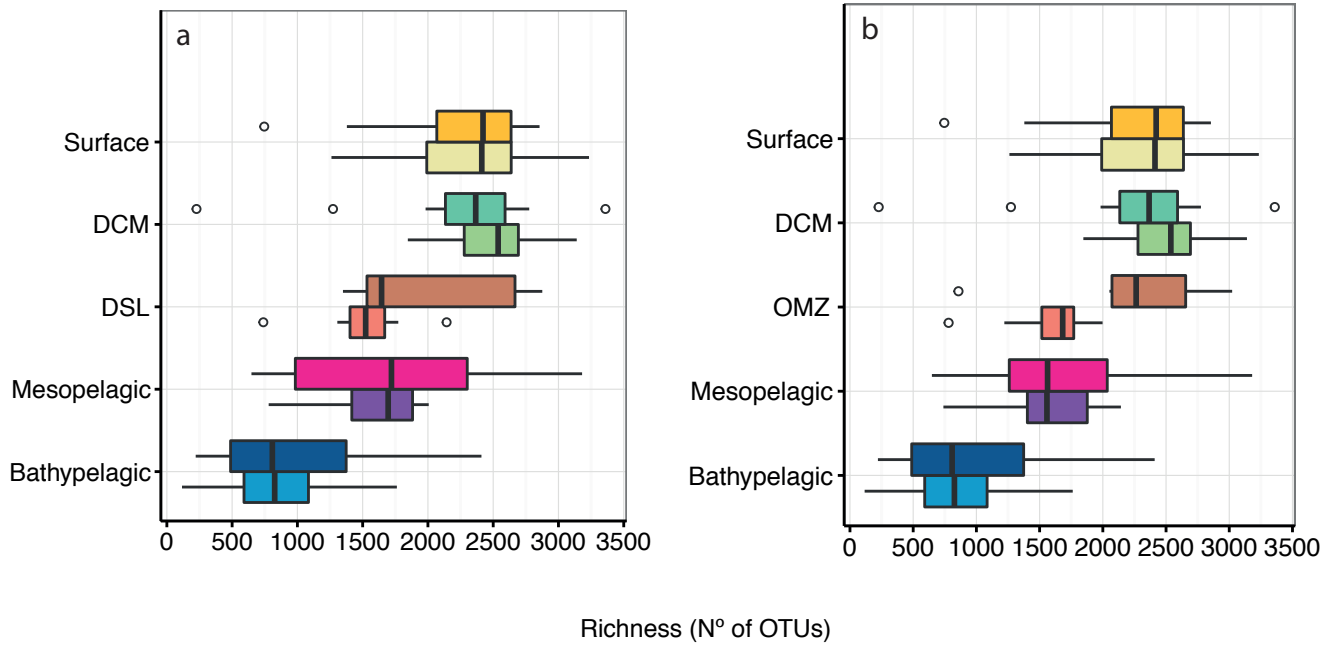 a
Surface
DCM
DSL
Mesopelagic
Bathypelagic
0 500 1000 1500 2000 2500 3000 3500
b
Surface
DCM
OMZ
Mesopelagic
Bathypelagic
0 500 1000 1500 2000 2500 3000 3500
Richness (Nº of OTUs)